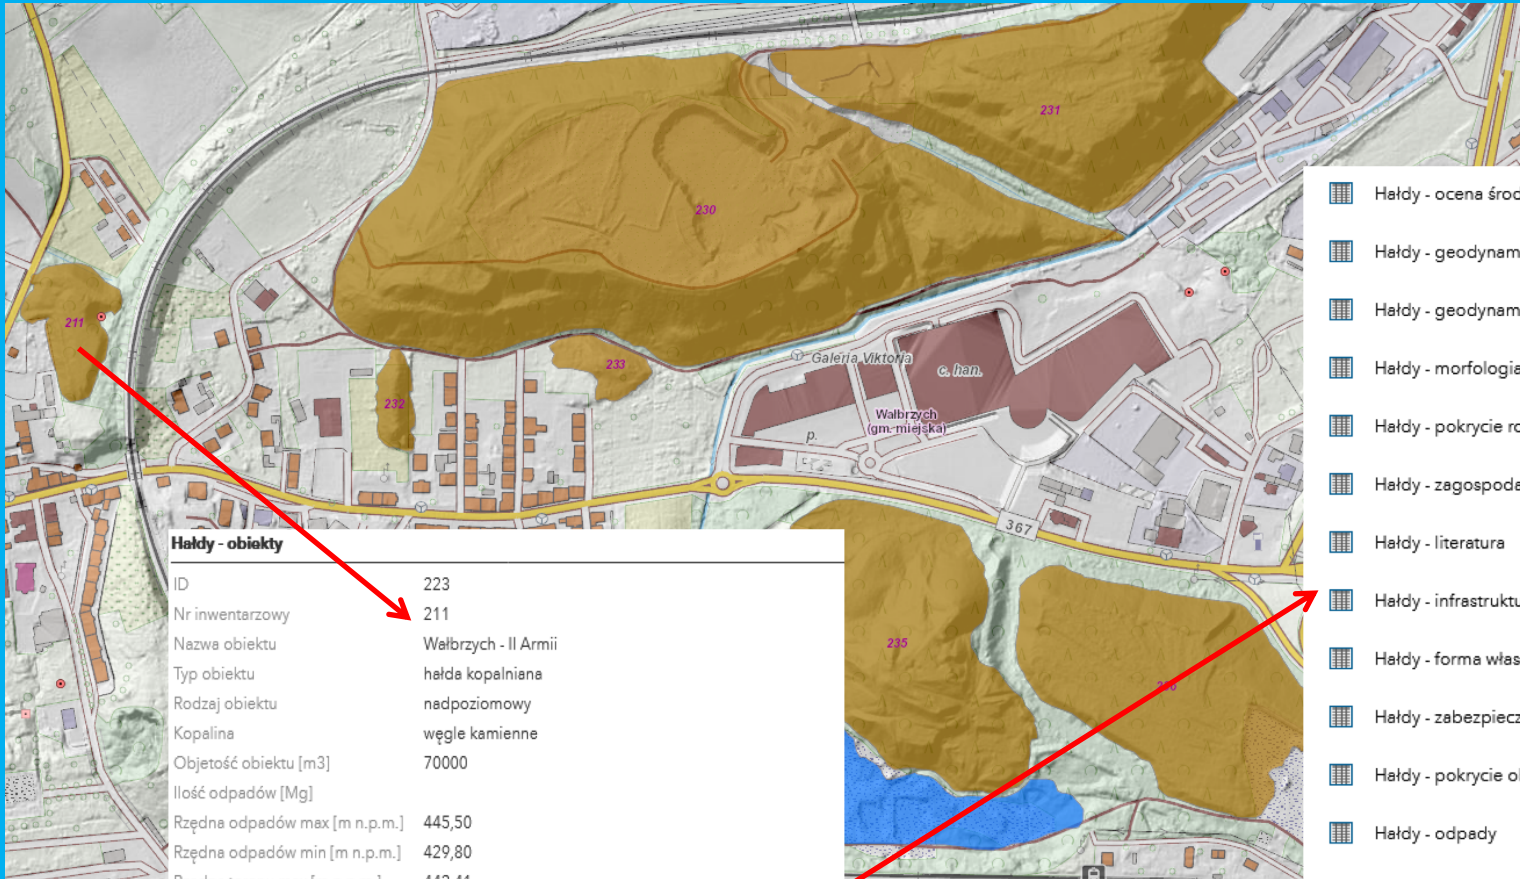 231
230
211
233
232
Galeria Viktoria
c. han.
Wałbrzych
(gm. miejska)
p.
367
235
Hałdy - obiekty
ID 223
Nr inwentarzowy 211
Nazwa obiektu Wałbrzych - II Armii
Typ obiektu hałda kopalniana
Rodzaj obiektu nadpoziomowy
Kopalina węgle kamienne
Objetość obiektu [m3] 70000
Ilość odpadów [Mg]
Rzędna odpadów max [m n.p.m.] 445,50
Rzędna odpadów min [m n.p.m.] 429,80
Hałdy - ocena środ
Hałdy - geodynam
Hałdy - geodynam
Hałdy - morfologia
Hałdy - pokrycie ro
Hałdy - zagospoda
Hałdy - literatura
Hałdy - infrastruktu
Hałdy - forma włas
Hałdy - zabezpiecz
Hałdy - pokrycie ol
Hałdy - odpady